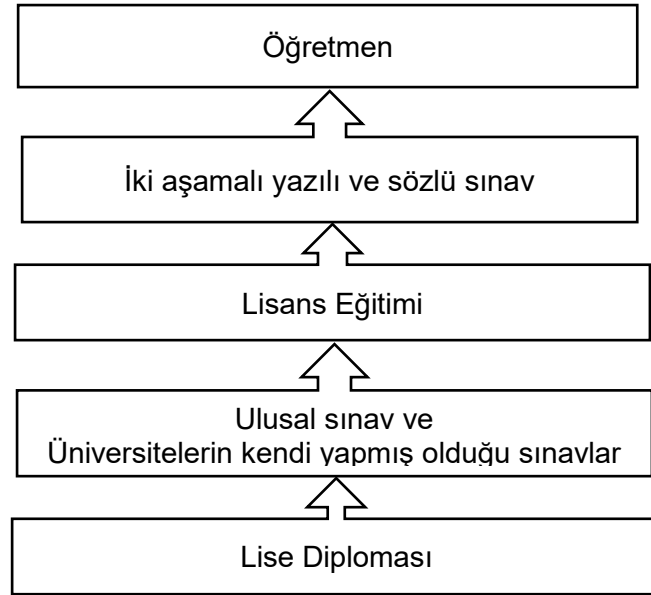 Öğretmen
İki aşamalı yazılı ve sözlü sınav
Lisans Eğitimi
Ulusal sınav ve
Üniversitelerin kendi yapmış olduğu sınavlar
Lise Diploması